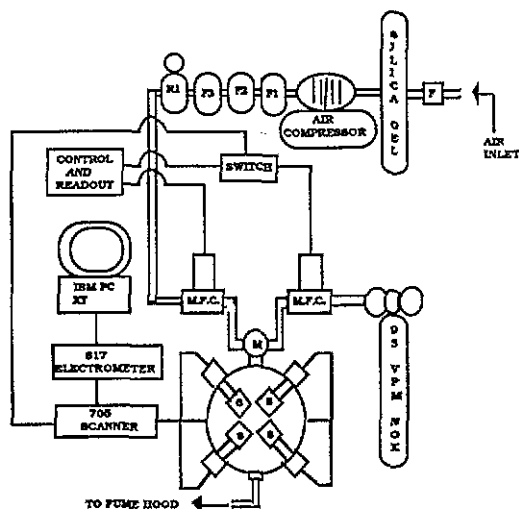 SILICA GEL
R1
F3
F2
F1
F
AIR
COMPRESSOR
AIR
INLET
CONTROL
AND
READOUT
SWITCH
IBM PC
XT
M.F.C.
M.F.C.
M
617
ELECTROMETER
705
SCANNER
S
S
S
95 VPM NOX
TO FUME HOOD